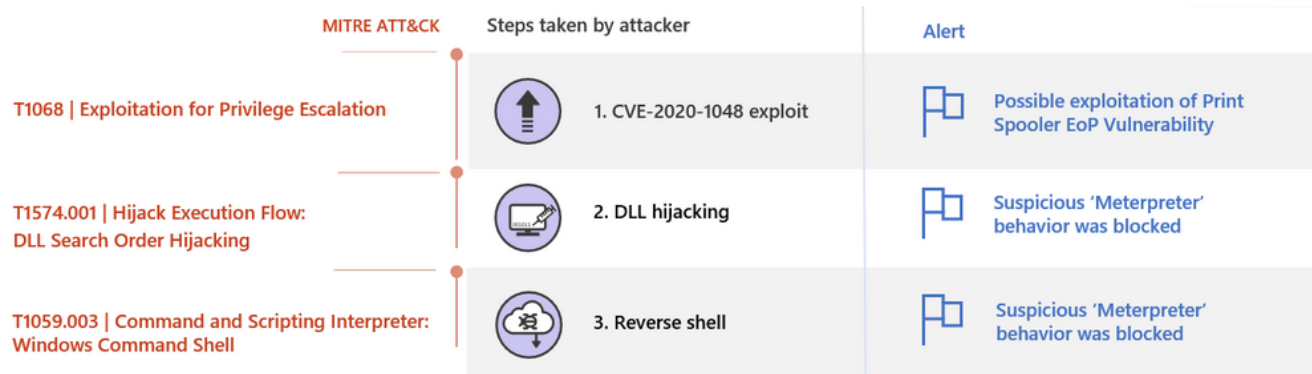 MITRE ATT&CK
Steps taken by attacker
Alert
T1068 | Exploitation for Privilege Escalation
1. CVE-2020-1048 exploit
Possible exploitation of Print
Spooler EoP Vulnerability
T1574.001 | Hijack Execution Flow:
DLL Search Order Hijacking
2. DLL hijacking
Suspicious ‘Meterpreter’
behavior was blocked
T1059.003 | Command and Scripting Interpreter:
Windows Command Shell
3. Reverse shell
Suspicious ‘Meterpreter’
behavior was blocked